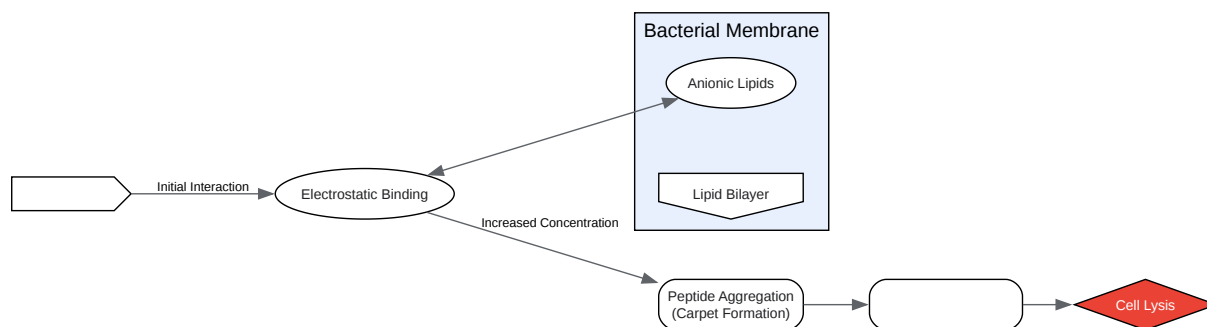 Bacterial Membrane
Anionic Lipids
Initial Interaction
Electrostatic Binding
Lipid Bilayer
Increased Concentration
Peptide Aggregation
(Carpet Formation)
Cell Lysis